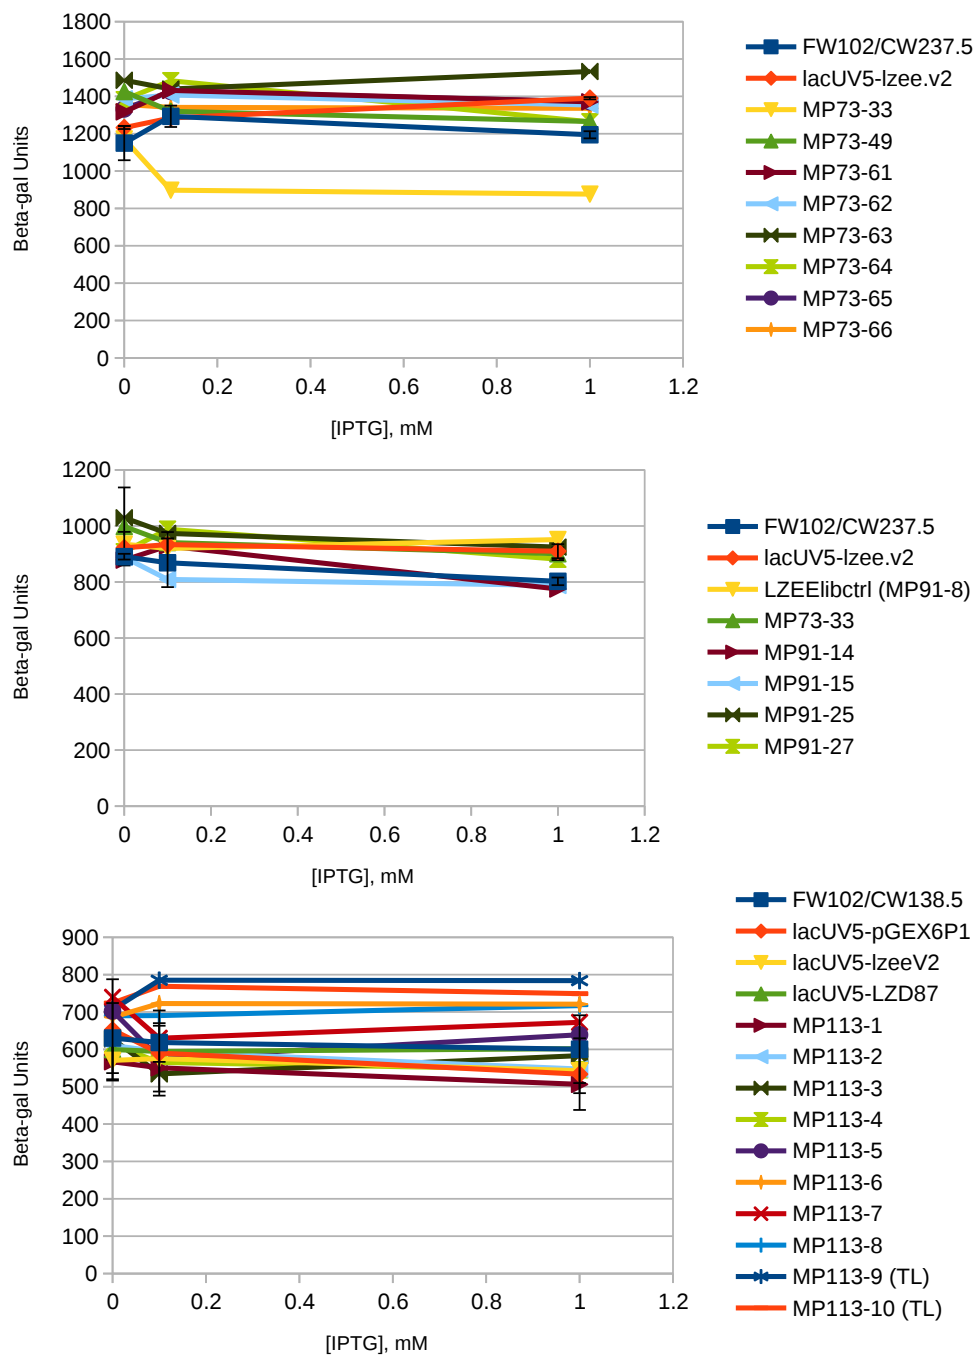 1800
1600
1400
1200
1000
800
600
400
200
0
0 0.2 0.4 0.6 0.8 1 1.2
Beta-gal Units
[IPTG], mM
FW102/CW237.5
lacUV5-lzee.v2
MP73-33
MP73-49
MP73-61
MP73-62
MP73-63
MP73-64
MP73-65
MP73-66
1200
1000
800
600
400
200
0
0 0.2 0.4 0.6 0.8 1 1.2
Beta-gal Units
[IPTG], mM
FW102/CW237.5
lacUV5-lzee.v2
LZEElibctrl (MP91-8)
MP73-33
MP91-14
MP91-15
MP91-25
MP91-27
900
800
700
600
500
400
300
200
100
0
0 0.2 0.4 0.6 0.8 1 1.2
Beta-gal Units
[IPTG], mM
FW102/CW138.5
lacUV5-pGEX6P1
lacUV5-lzeeV2
lacUV5-LZD87
MP113-1
MP113-2
MP113-3
MP113-4
MP113-5
MP113-6
MP113-7
MP113-8
MP113-9 (TL)
MP113-10 (TL)